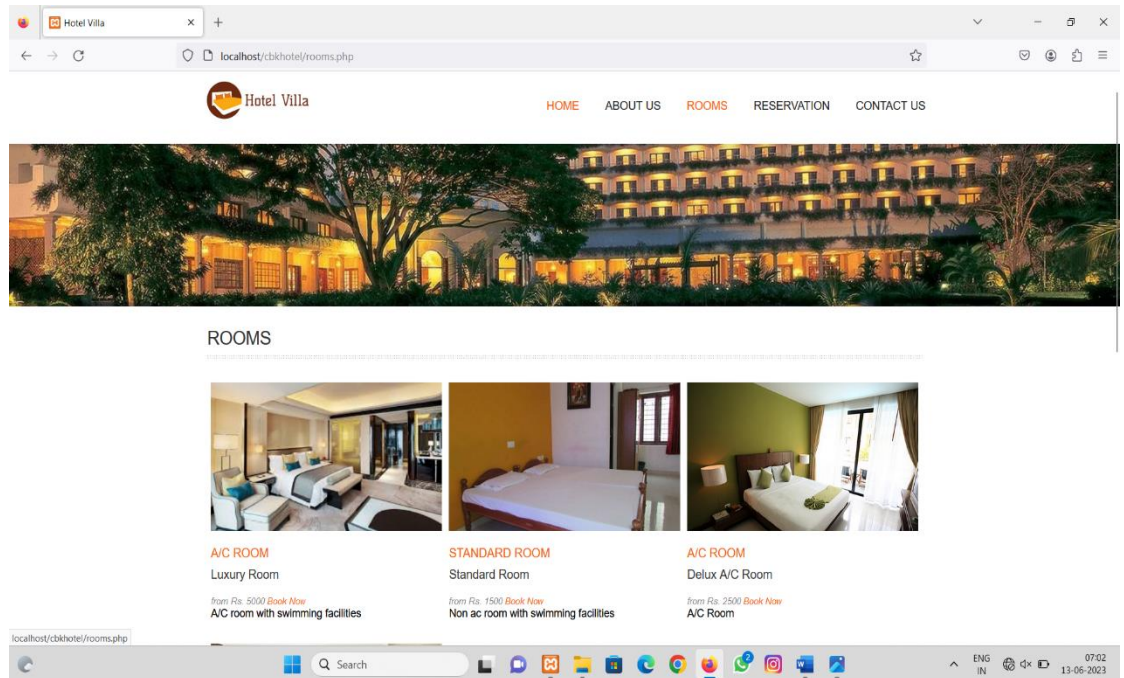 Hotel Villa
localhost/cbkhotel/rooms.php
Hotel Villa
HOME ABOUT US ROOMS RESERVATION CONTACT US
ROOMS
A/C ROOM STANDARD ROOM A/C ROOM
Luxury Room Standard Room Delux A/C Room
from Rs. 5000 Book Now from Rs. 1500 Book Now from Rs. 2500 Book Now
A/C room with swimming facilities Non ac room with swimming facilities A/C Room
localhost/cbkhotel/rooms.php
Search 2 ENG 07:02
IN 13-06-2023